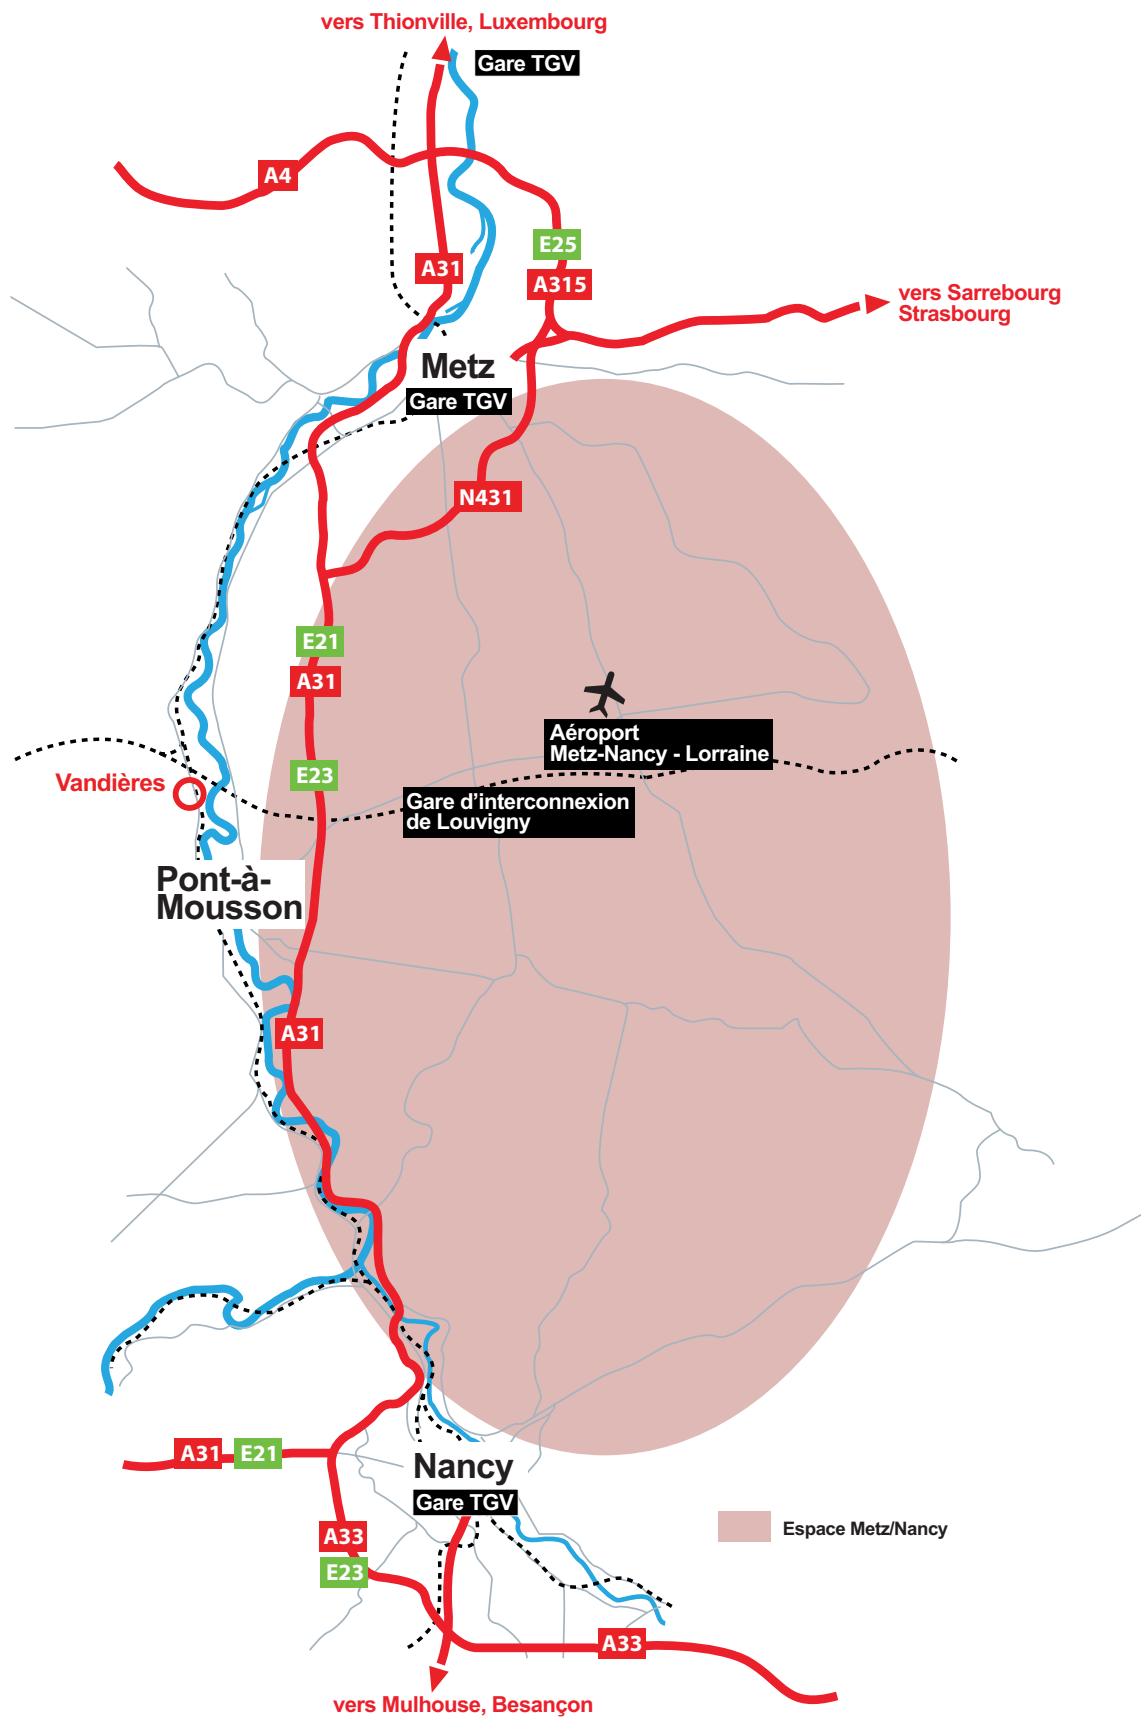 vers Thionville, Luxembourg
Gare TGV
A4
E25
A31
A315
vers Sarrebourg
Strasbourg
Metz
Gare TGV
N431
E21
A31
Aéroport
Metz-Nancy - Lorraine
E23
Vandières
Gare d'interconnexion
de Louvigny
Pont-à-
Mousson
A31
A31
E21
Nancy
Gare TGV
Espace Metz/Nancy
A33
E23
A33
vers Mulhouse, Besançon